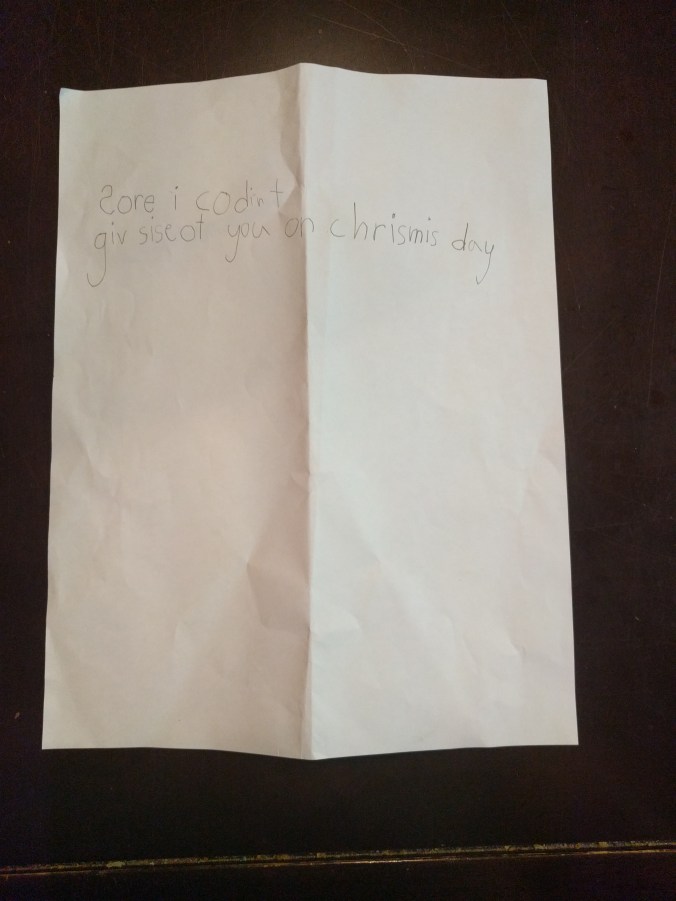 Sore i codint
giv siseot you on chrismis day